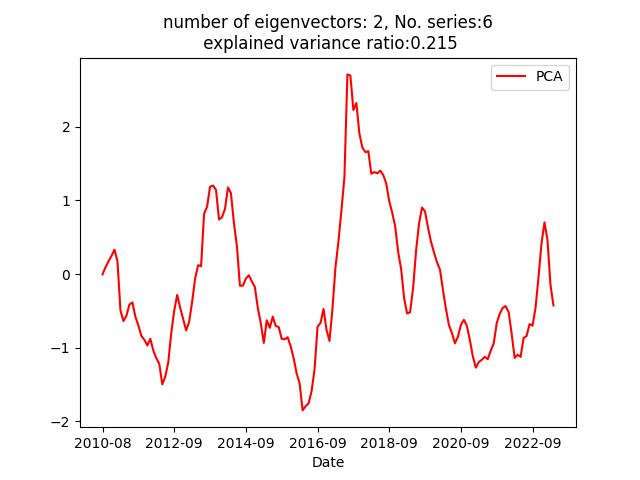 number of eigenvectors: 2, No. series:6
explained variance ratio:0.215
PCA
2
1
0
−1
−2
2010-08 2012-09 2014-09 2016-09 2018-09 2020-09 2022-09
Date